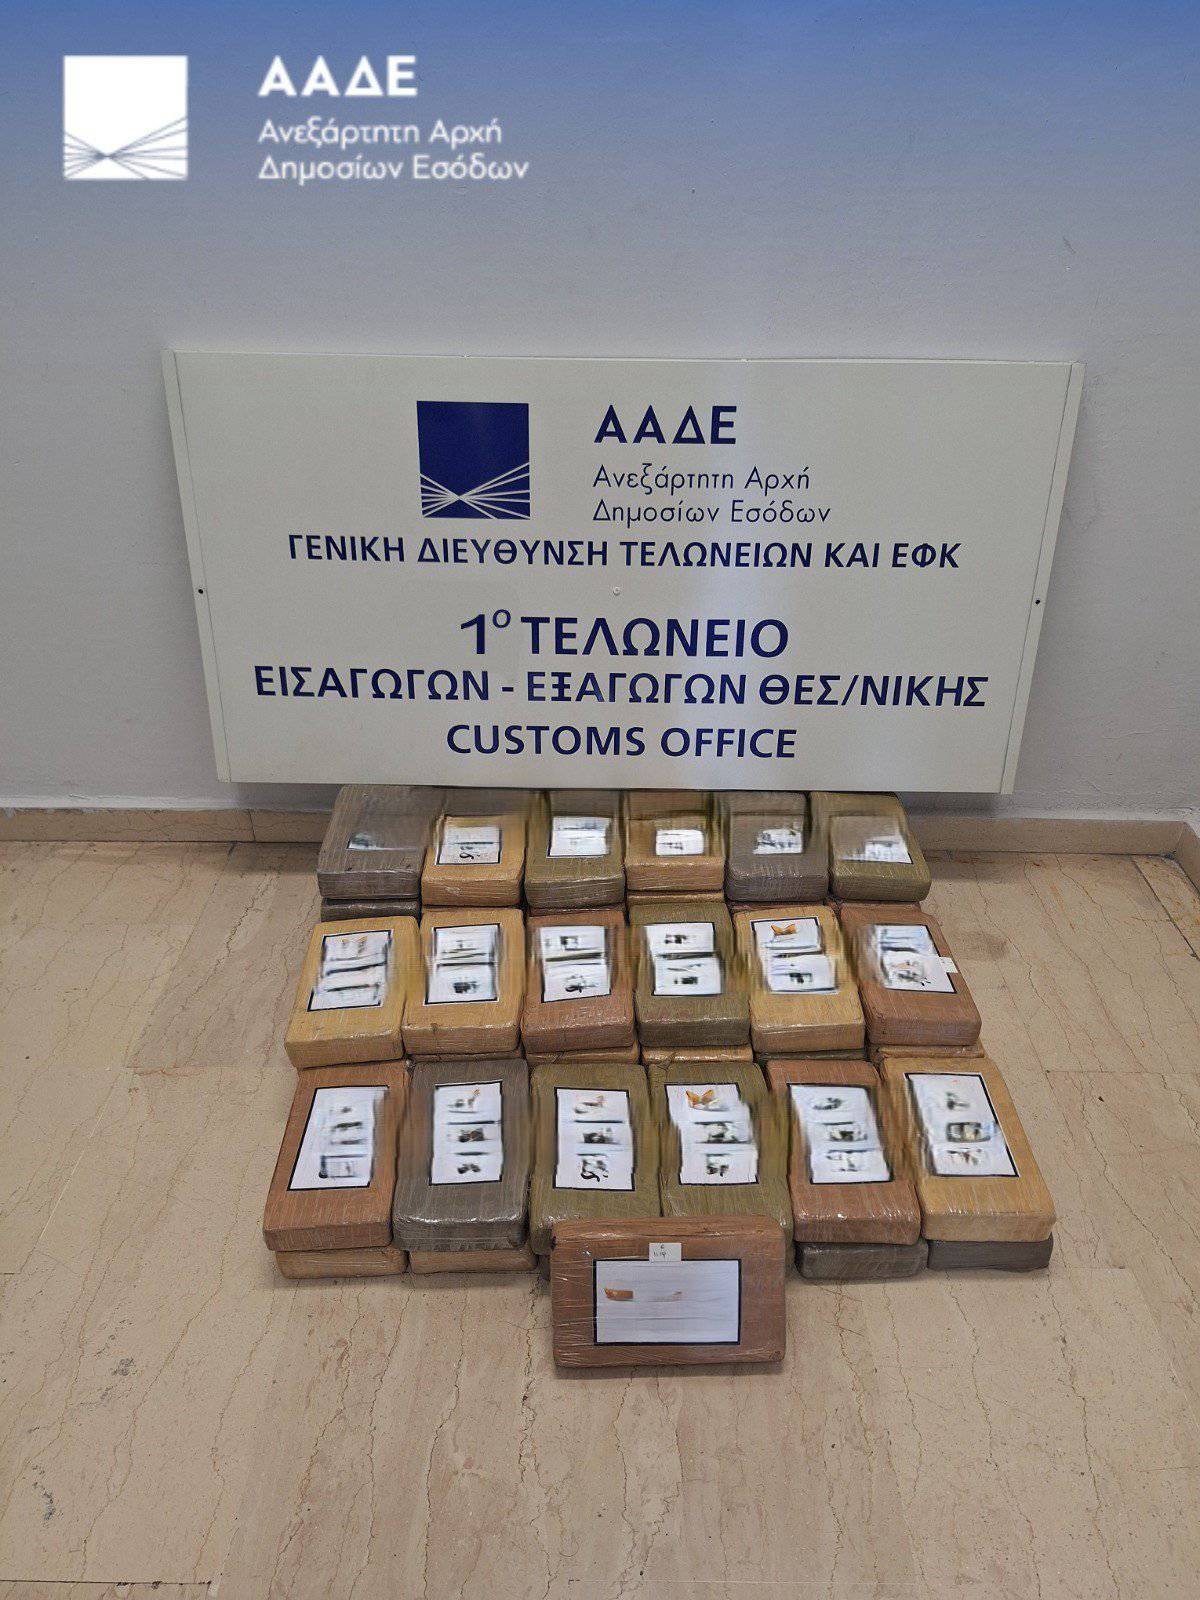 ΑΑΔΕ
Ανεξάρτητη Αρχή
Δημοσίων Εσόδων
ΑΑΔΕ
Ανεξάρτητη Αρχή
Δημοσίων Εσόδων
ΓΕΝΙΚΗ ΔΙΕΥΘΥΝΣΗ ΤΕΛΩΝΕΙΩΝ ΚΑΙ ΕΦΚ
1º ΤΕΛΩΝΕΙΟ
ΕΙΣΑΓΩΓΩΝ - ΕΞΑΓΩΓΩΝ ΘΕΣ/ΝΙΚΗΣ
CUSTOMS OFFICE